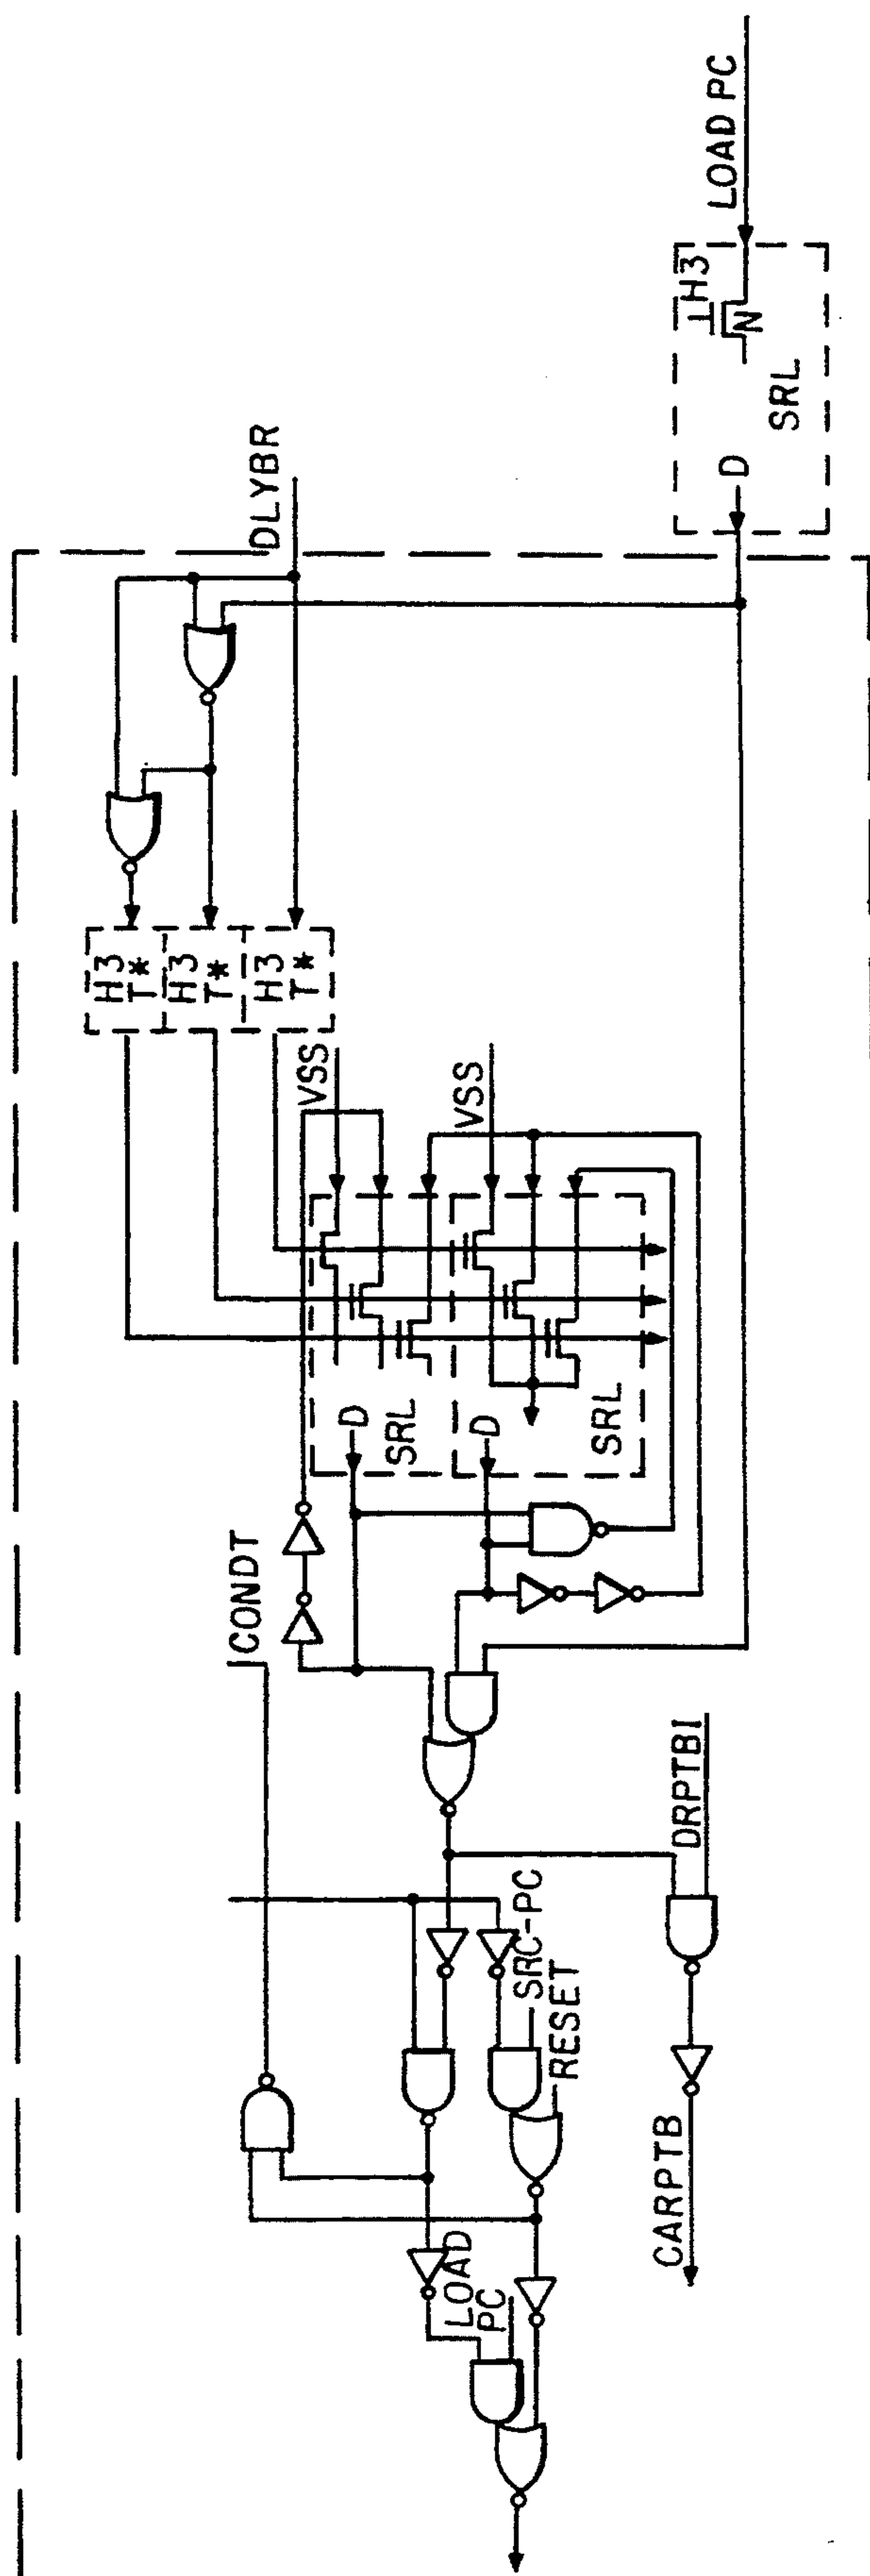 LOAD PC
H3
N
SRL
D
DLYBR
H3
T*
H3
T*
H3
T*
VSS
VSS
D
SRL
D
SRL
ICONDT
DRPTBI
SRC-PC
RESET
CARPTB
LOAD
PC